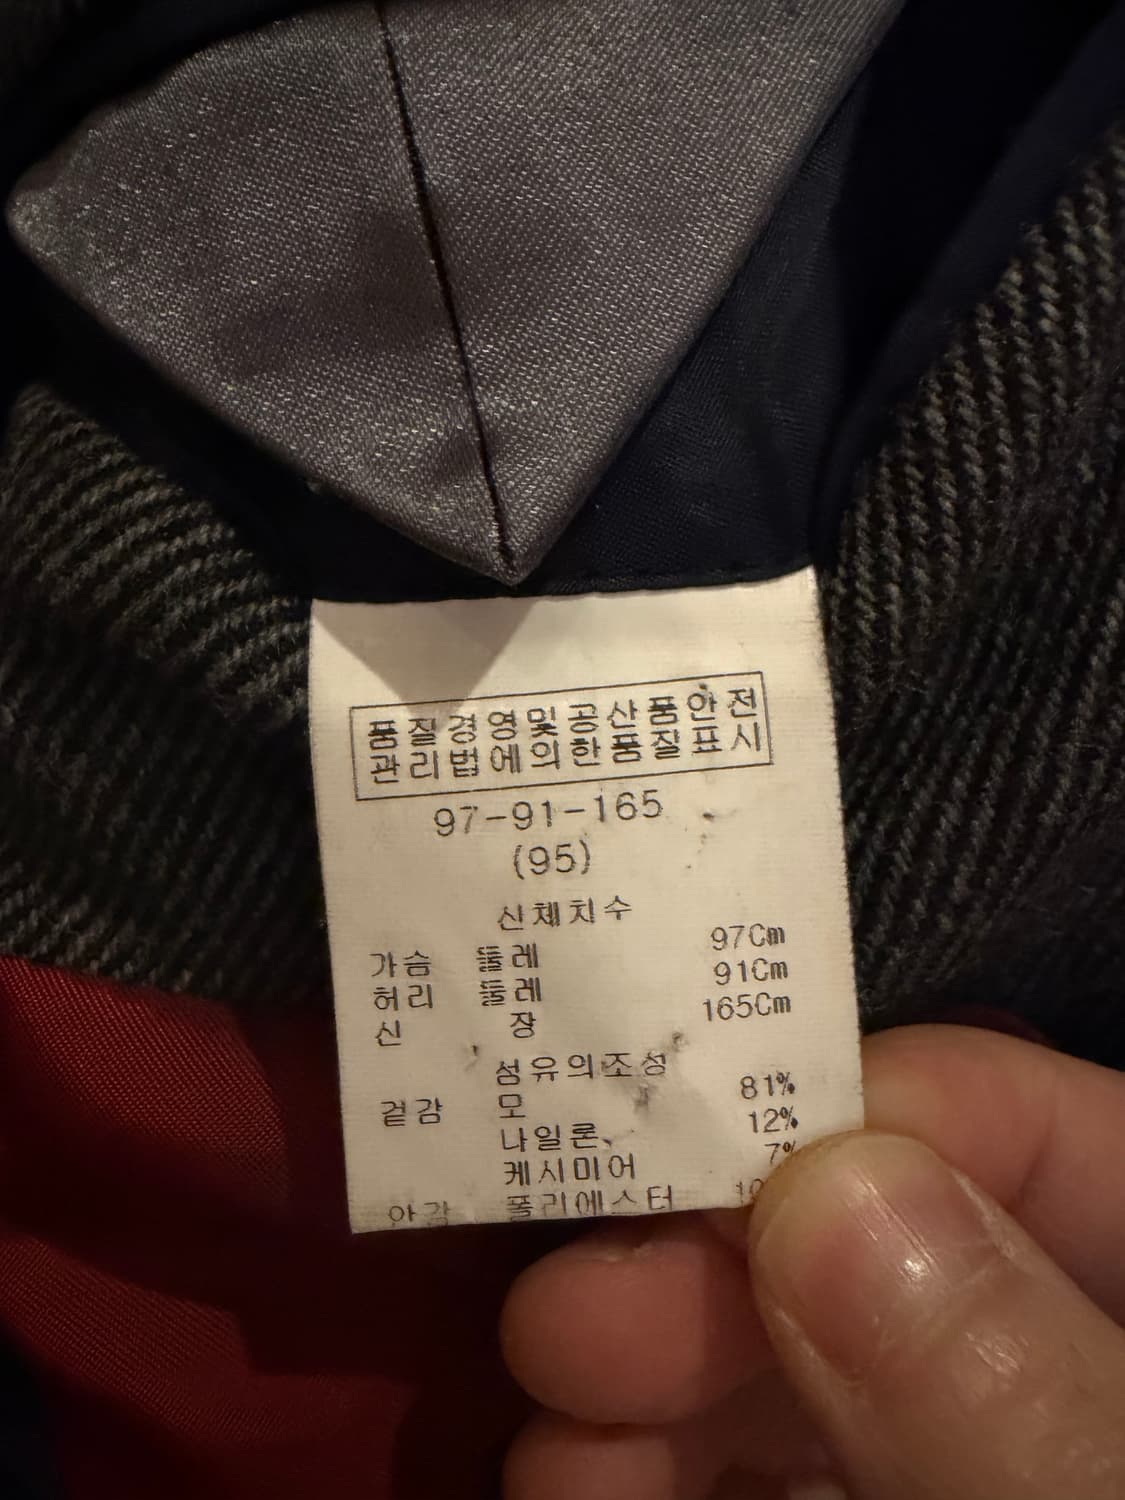 품질경영및공산품안전
관리법에의한품질표시
97-91-165
(95)
신체치수
가슴 둘레 97Cm
허리 둘레 91Cm
신 장 165Cm
섬유의조성
겉감 모 81%
나일론 12%
케시미어 7%
안감 폴리에스터